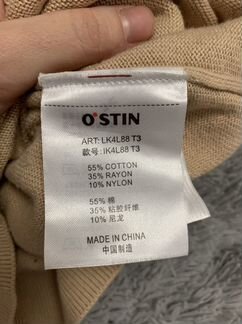 O'STIN
ART: LK4L88 T3
款号: IK4L88 T3
55% COTTON
35% RAYON
10% NYLON
55% 棉
35% 粘胶纤维
10% 尼龙
MADE IN CHINA
中国制造